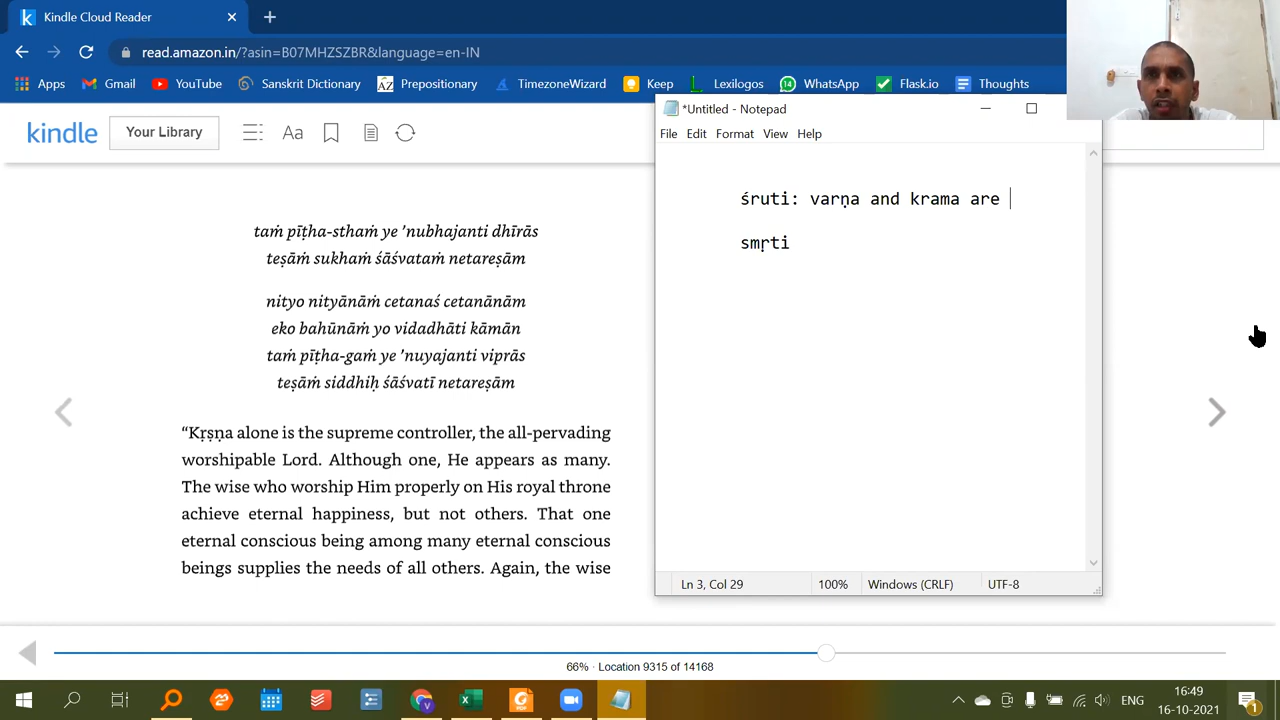 Kindle Cloud Reader
read.amazon.in/?asin=B07MHZSZBR&language=en-IN
Apps Gmail YouTube Sanskrit Dictionary Prepositionary TimezoneWizard Keep Lexilogos WhatsApp Flask.io Thoughts
kindle Your Library Aa
*Untitled - Notepad
File Edit Format View Help
śruti: varṇa and krama are
smṛti
Ln 3, Col 29 100% Windows (CRLF) UTF-8
taṁ pīṭha-sthaṁ ye ’nubhajanti dhīrās
teṣāṁ sukhaṁ śāśvataṁ netareṣām
nityo nityānāṁ cetanaś cetanānām
eko bahūnāṁ yo vidadhāti kāmān
taṁ pīṭha-gaṁ ye ’nuyajanti viprās
teṣāṁ siddhiḥ śāśvatī netareṣām
“Kṛṣṇa alone is the supreme controller, the all-pervading
worshipable Lord. Although one, He appears as many.
The wise who worship Him properly on His royal throne
achieve eternal happiness, but not others. That one
eternal conscious being among many eternal conscious
beings supplies the needs of all others. Again, the wise
66% · Location 9315 of 14168
ENG
16:49
16-10-2021
1